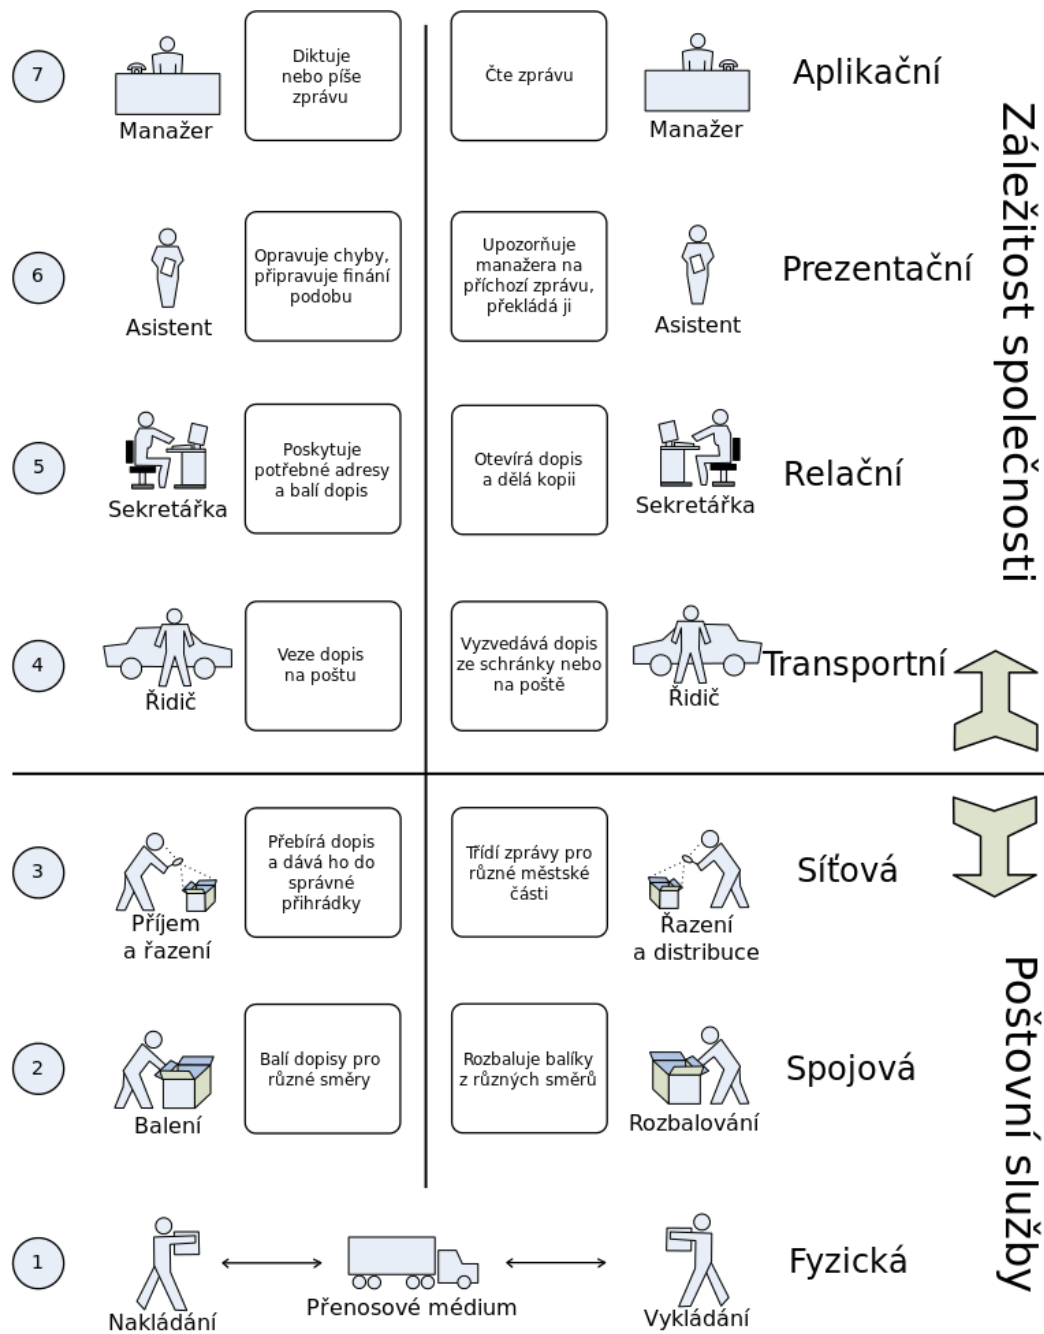 7
Manažer
Diktuje
nebo píše
zprávu
Čte zprávu
Manažer
Aplikační
6
Asistent
Opravuje chyby,
připravuje finání
podobu
Upozorňuje
manažera na
příchozí zprávu,
překládá ji
Asistent
Prezentační
5
Sekretářka
Poskytuje
potřebné adresy
a balí dopis
Otevírá dopis
a dělá kopii
Sekretářka
Relační
Záležitost společnosti
4
Řidič
Veze dopis
na poštu
Vyzvedává dopis
ze schránky nebo
na poště
Řidič
Transportní
3
Příjem
a řazení
Přebírá dopis
a dává ho do
správné
přihrádky
Třídí zprávy pro
různé městské
části
Řazení
a distribuce
Síťová
2
Balení
Balí dopisy pro
různé směry
Rozbaluje balíky
z různých směrů
Rozbalování
Spojová
1
Nakládání
Přenosové médium
Vykládání
Fyzická
Poštovní služby